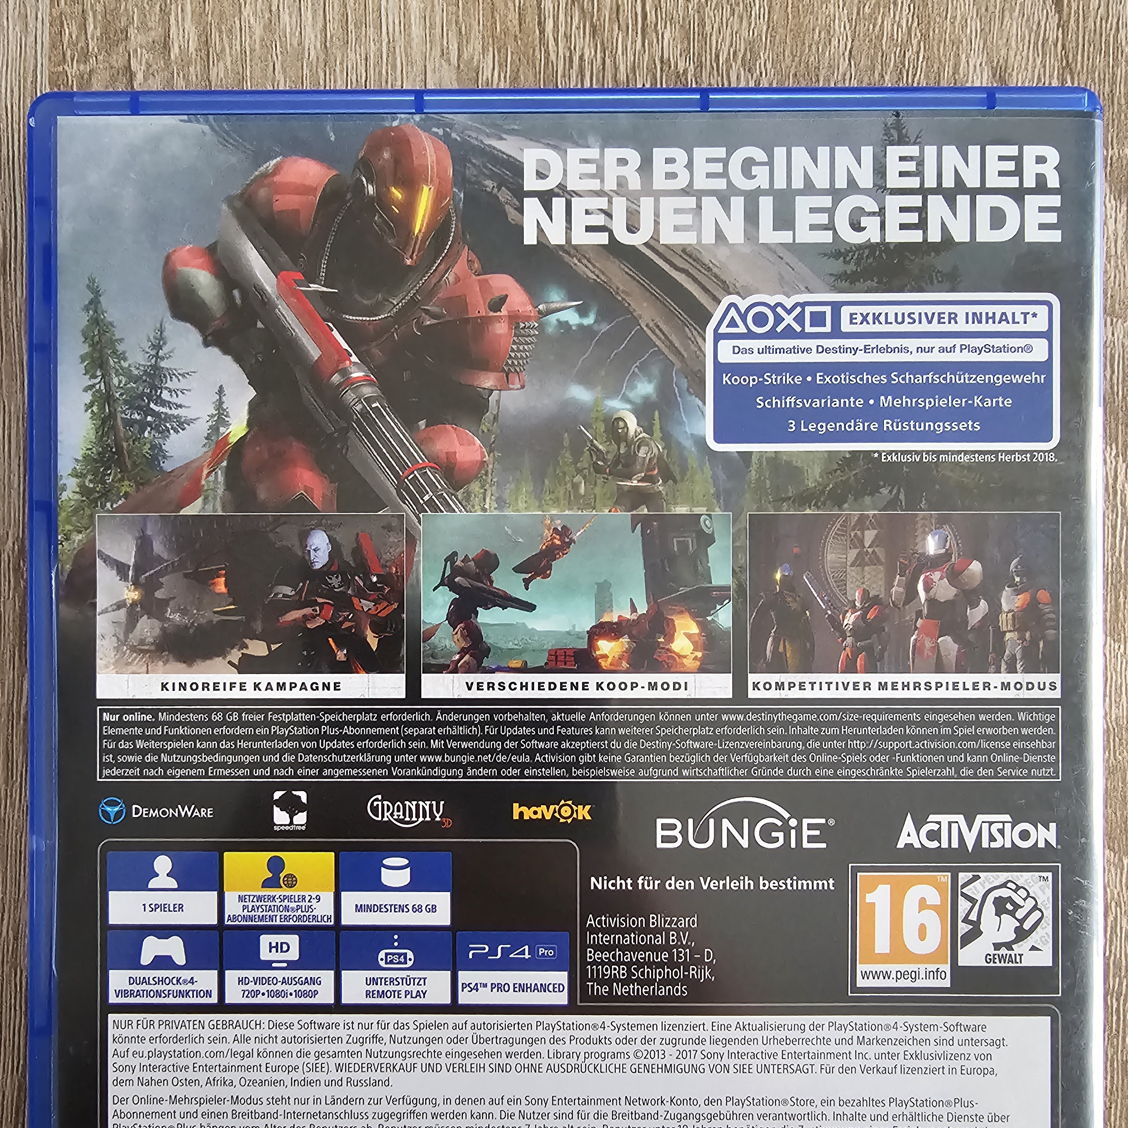 DER BEGINN EINER
NEUEN LEGENDE
EXKLUSIVER INHALT*
Das ultimative Destiny-Erlebnis, nur auf PlayStation®
Koop-Strike • Exotisches Scharfschützengewehr
Schiffsvariante • Mehrspieler-Karte
3 Legendäre Rüstungssets
* Exklusiv bis mindestens Herbst 2018.
KINOREIFE KAMPAGNE
VERSCHIEDENE KOOP-MODI
KOMPETITIVER MEHRSPIELER-MODUS
Nur online. Mindestens 68 GB freier Festplatten-Speicherplatz erforderlich. Änderungen vorbehalten, aktuelle Anforderungen können unter www.destinythegame.com/size-requirements eingesehen werden. Wichtige
Elemente und Funktionen erfordern ein PlayStation Plus-Abonnement (separat erhältlich). Für Updates und Features kann weiterer Speicherplatz erforderlich sein. Inhalte zum Herunterladen können im Spiel erworben werden.
Für das Weiterspielen kann das Herunterladen von Updates erforderlich sein. Mit Verwendung der Software akzeptierst du die Destiny-Software-Lizenzvereinbarung, die unter http://support.activision.com/license einsehbar
ist, sowie die Nutzungsbedingungen und die Datenschutzerklärung unter www.bungie.net/de/eula. Activision gibt keine Garantien bezüglich der Verfügbarkeit des Online-Spiels oder -Funktionen und kann Online-Dienste
jederzeit nach eigenem Ermessen und nach einer angemessenen Vorankündigung ändern oder einstellen, beispielsweise aufgrund wirtschaftlicher Gründe durch eine eingeschränkte Spielerzahl, die den Service nutzt.
DEMONWARE
speedtree
GRANNY 3D
havok
BUNGiE®
ACTIVISION
1 SPIELER
NETZWERK-SPIELER 2-9
PLAYSTATION®PLUS-
ABONNEMENT ERFORDERLICH
MINDESTENS 68 GB
DUALSHOCK®4-
VIBRATIONSFUNKTION
HD
HD-VIDEO-AUSGANG
720P•1080i•1080P
PS4
UNTERSTÜTZT
REMOTE PLAY
PS4 Pro
PS4™ PRO ENHANCED
Nicht für den Verleih bestimmt
Activision Blizzard
International B.V.,
Beechavenue 131 – D,
1119RB Schiphol-Rijk,
The Netherlands
16™
www.pegi.info
™
GEWALT
NUR FÜR PRIVATEN GEBRAUCH: Diese Software ist nur für das Spielen auf autorisierten PlayStation®4-Systemen lizenziert. Eine Aktualisierung der PlayStation®4-System-Software
könnte erforderlich sein. Alle nicht autorisierten Zugriffe, Nutzungen oder Übertragungen des Produkts oder der zugrunde liegenden Urheberrechte und Markenzeichen sind untersagt.
Auf eu.playstation.com/legal können die gesamten Nutzungsrechte eingesehen werden. Library programs ©2013 - 2017 Sony Interactive Entertainment Inc. unter Exklusivlizenz von
Sony Interactive Entertainment Europe (SIEE). WIEDERVERKAUF UND VERLEIH SIND OHNE AUSDRÜCKLICHE GENEHMIGUNG VON SIEE UNTERSAGT. Für den Verkauf lizenziert in Europa,
dem Nahen Osten, Afrika, Ozeanien, Indien und Russland.
Der Online-Mehrspieler-Modus steht nur in Ländern zur Verfügung, in denen auf ein Sony Entertainment Network-Konto, den PlayStation®Store, ein bezahltes PlayStation®Plus-
Abonnement und einen Breitband-Internetanschluss zugegriffen werden kann. Die Nutzer sind für die Breitband-Zugangsgebühren verantwortlich. Inhalte und erhältliche Dienste über